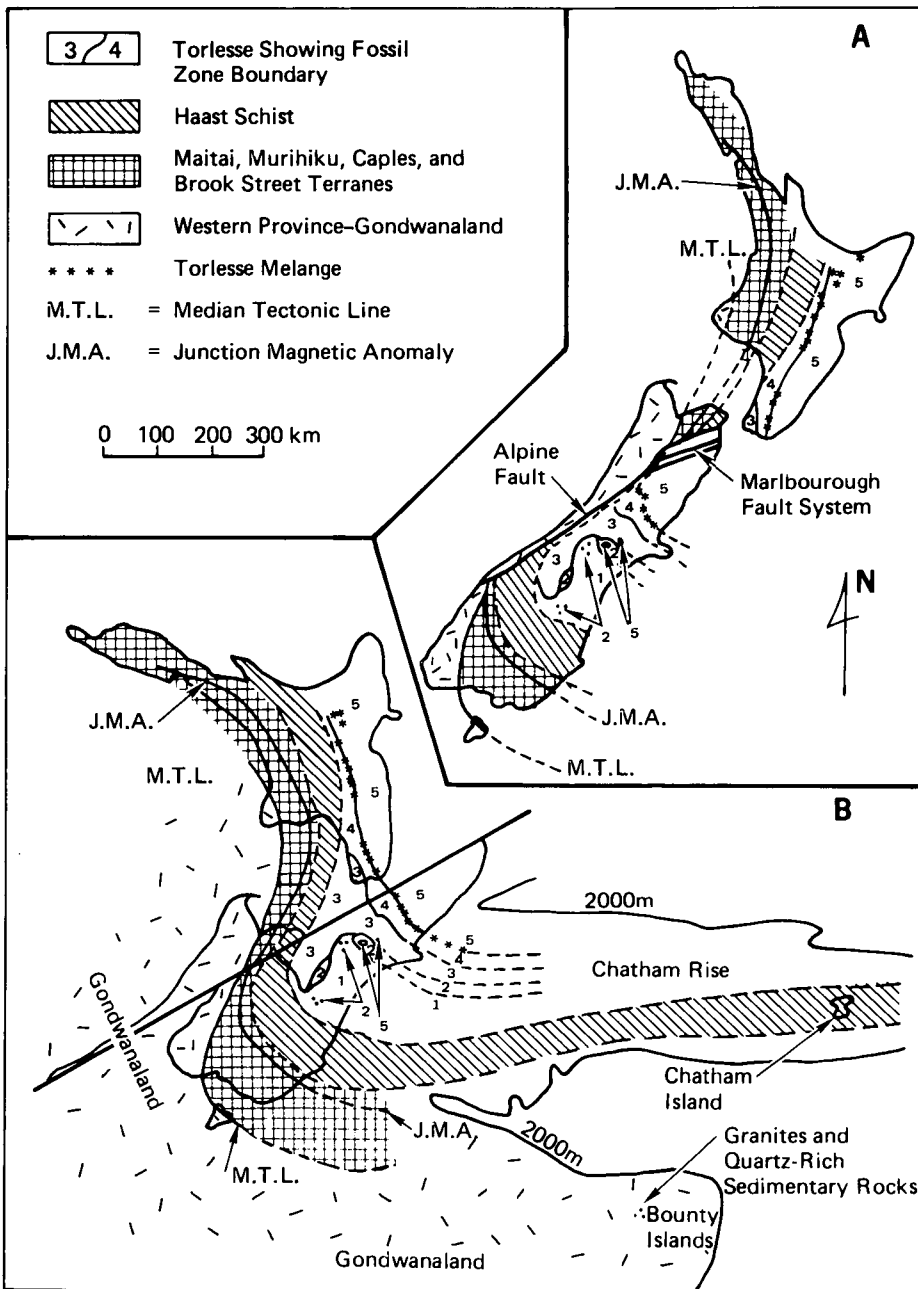 3 4 Torlesse Showing Fossil
Zone Boundary
Haast Schist
Maitai, Murihiku, Caples, and
Brook Street Terranes
Western Province–Gondwanaland
**** Torlesse Melange
M.T.L. = Median Tectonic Line
J.M.A. = Junction Magnetic Anomaly
0 100 200 300 km
A
J.M.A.
M.T.L.
5
5
4
3
Alpine
Fault
Marlbourough
Fault System
5
4
3
3
2
1
2
5
N
J.M.A.
M.T.L.
B
J.M.A.
M.T.L.
5
5
4
3
3
5
4
3
3
2
1
2
5
2000m
5
4
3
2
1
Chatham Rise
Gondwanaland
Chatham
Island
J.M.A.
2000m
M.T.L.
Granites and
Quartz-Rich
Sedimentary Rocks
Bounty
Islands
Gondwanaland